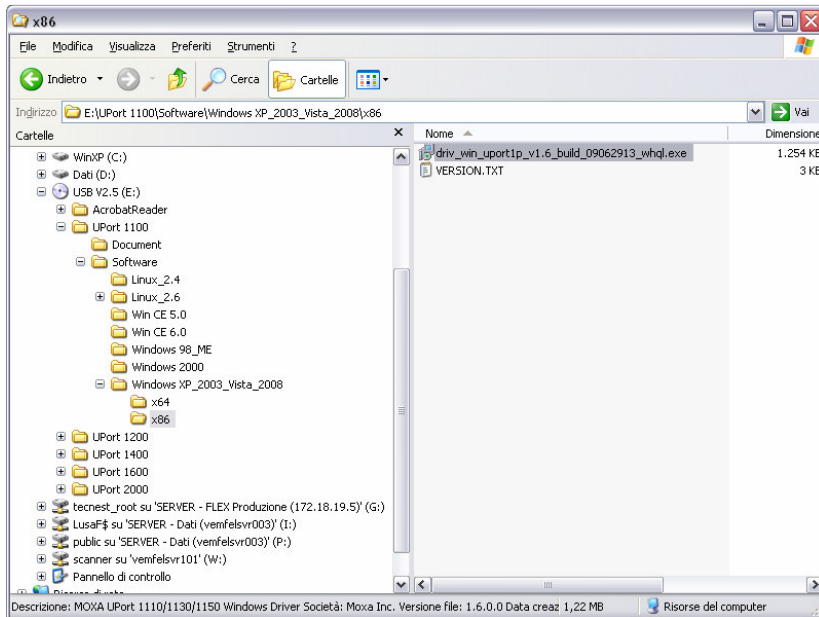 x86
File Modifica Visualizza Preferiti Strumenti ?
Indietro Cerca Cartelle
Indirizzo E:\UPort 1100\Software\Windows XP_2003_Vista_2008\x86 Vai
Cartelle
WinXP (C:)
Dati (D:)
USB V2.5 (E:)
AcrobatReader
UPort 1100
Document
Software
Linux_2.4
Linux_2.6
Win CE 5.0
Win CE 6.0
Windows 98_ME
Windows 2000
Windows XP_2003_Vista_2008
x64
x86
UPort 1200
UPort 1400
UPort 1600
UPort 2000
tecnest_root su 'SERVER - FLEX Produzione (172.18.19.5)' (G:)
LusaF$ su 'SERVER - Dati (vemfelsvr003)' (I:)
public su 'SERVER - Dati (vemfelsvr003)' (P:)
scanner su 'vemfelsvr101' (W:)
Pannello di controllo
Nome Dimensione
driv_win_uport1p_v1.6_build_09062913_whql.exe 1.254 KE
VERSION.TXT 3 KE
Descrizione: MOXA UPort 1110/1130/1150 Windows Driver Società: Moxa Inc. Versione file: 1.6.0.0 Data creaz 1,22 MB Risorse del computer